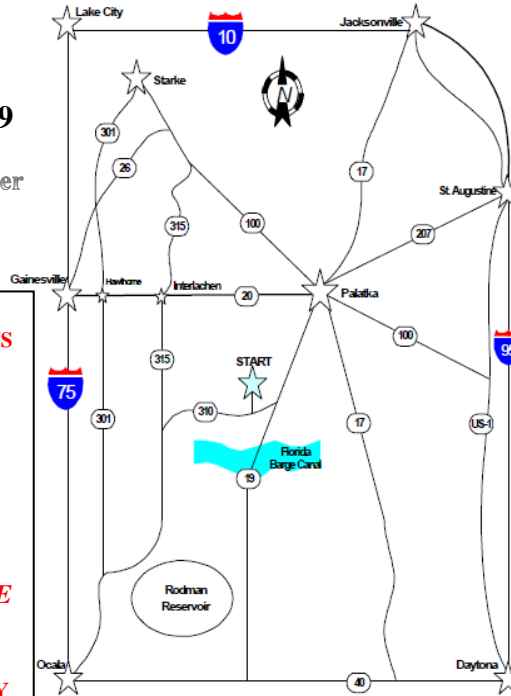 Lake City
Jacksonville
10
Starke
N
9
301
er
26
17
St. Augustine
315
100
207
Gainesville
Hawthorne
Interlachen
20
Palatka
S
100
START
315
75
310
301
17
US-1
Florida
Barge Canal
19
Rodman
Reservoir
E
Ocala
40
Daytona
Y